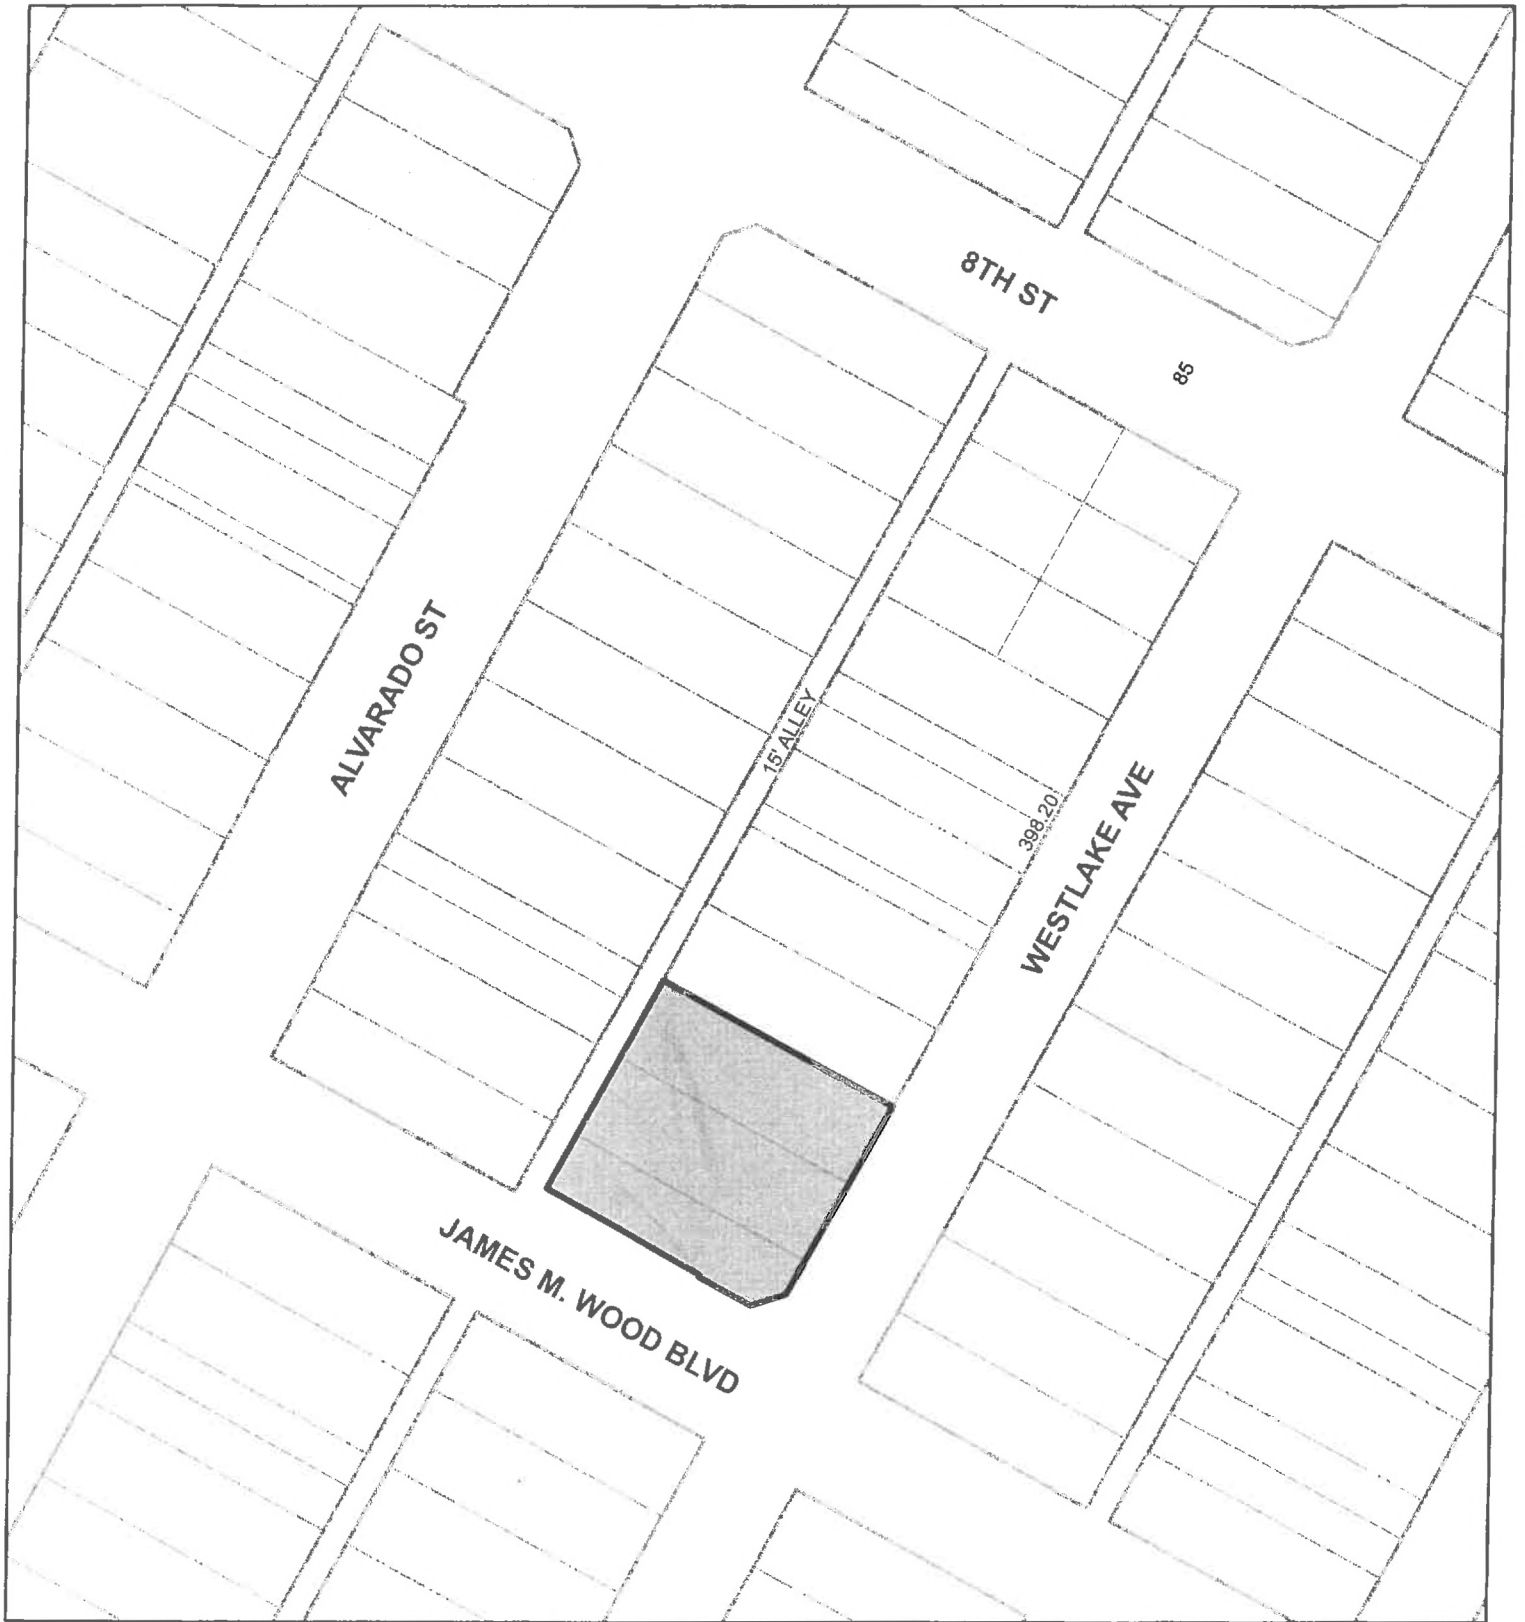 8TH ST
85
ALVARADO ST
15' ALLEY
398.20
WESTLAKE AVE
JAMES M. WOOD BLVD